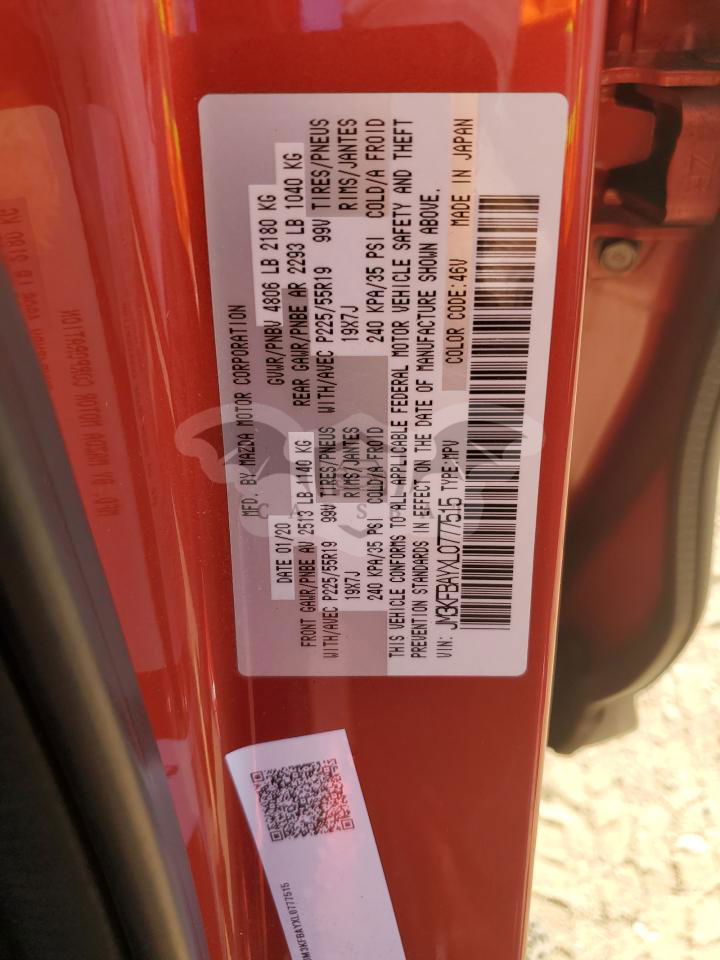 MFD. BY MAZDA MOTOR CORPORATION
DATE 01/20 GVWR/PNBV 4806 LB 2180 KG
FRONT GAWR/PNBE AV 2513 LB 1140 KG REAR GAWR/PNBE AR 2293 LB 1040 KG
WITH/AVEC P225/55R19 99V TIRES/PNEUS WITH/AVEC P225/55R19 99V TIRES/PNEUS
19X7J RIMS/JANTES 19X7J RIMS/JANTES
240 KPA/35 PSI COLD/A FROID 240 KPA/35 PSI COLD/A FROID
THIS VEHICLE CONFORMS TO ALL APPLICABLE FEDERAL MOTOR VEHICLE SAFETY AND THEFT
PREVENTION STANDARDS IN EFFECT ON THE DATE OF MANUFACTURE SHOWN ABOVE.
VIN: JM3KFBAYXL0777515 TYPE:MPV COLOR CODE:46V MADE IN JAPAN
JM3KFBAYXL0777515